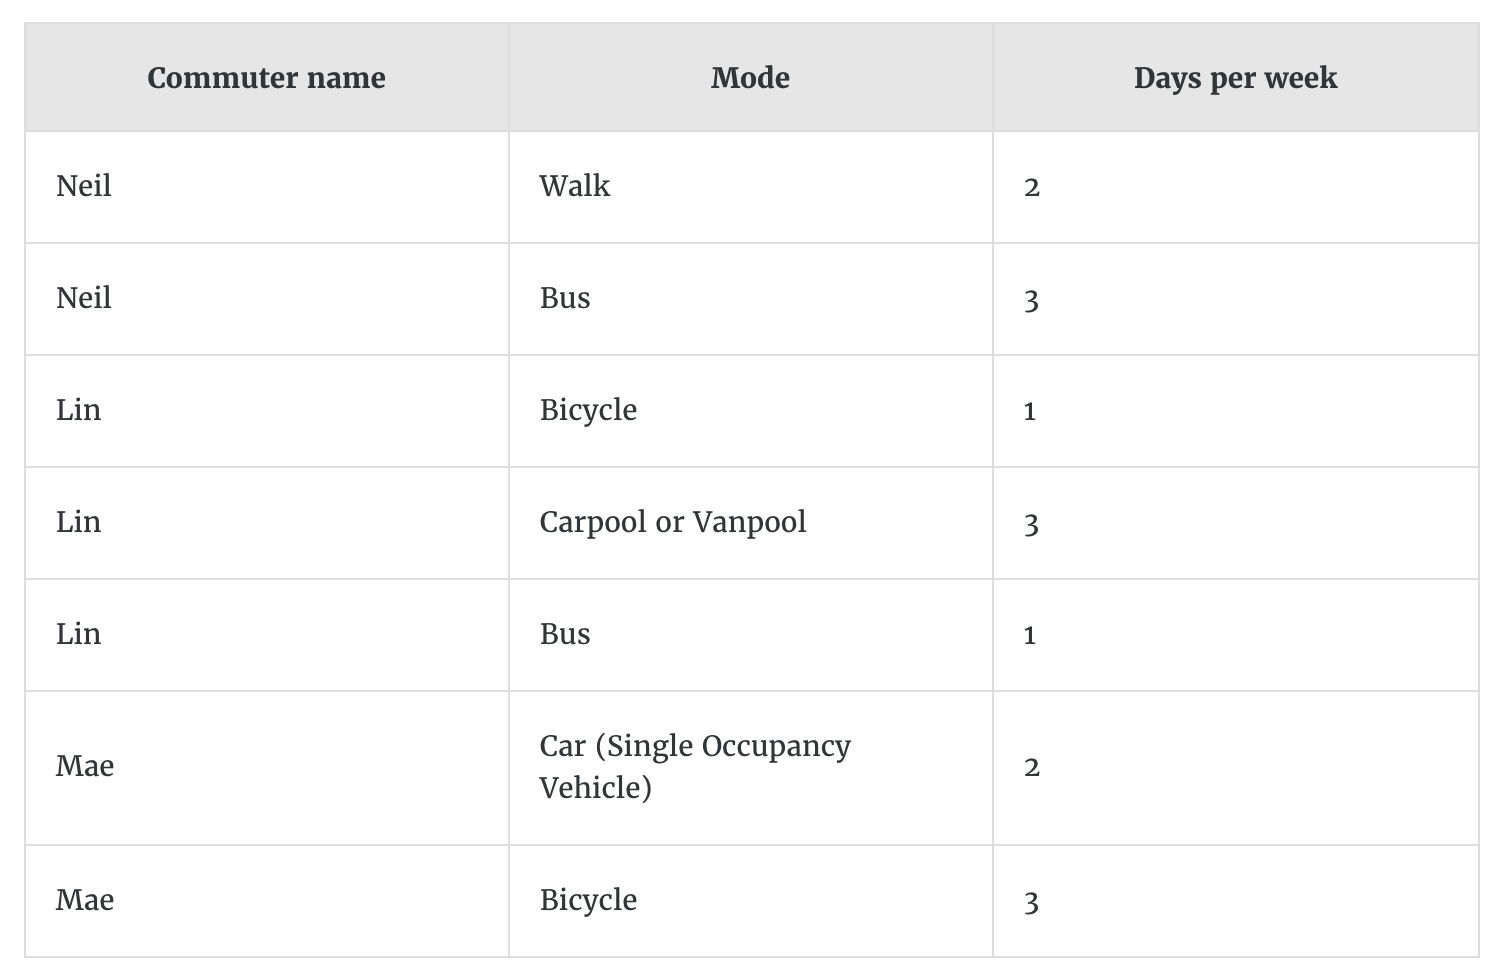 Commuter name Mode Days per week
Neil Walk 2
Neil Bus 3
Lin Bicycle 1
Lin Carpool or Vanpool 3
Lin Bus 1
Mae Car (Single Occupancy
Vehicle) 2
Mae Bicycle 3